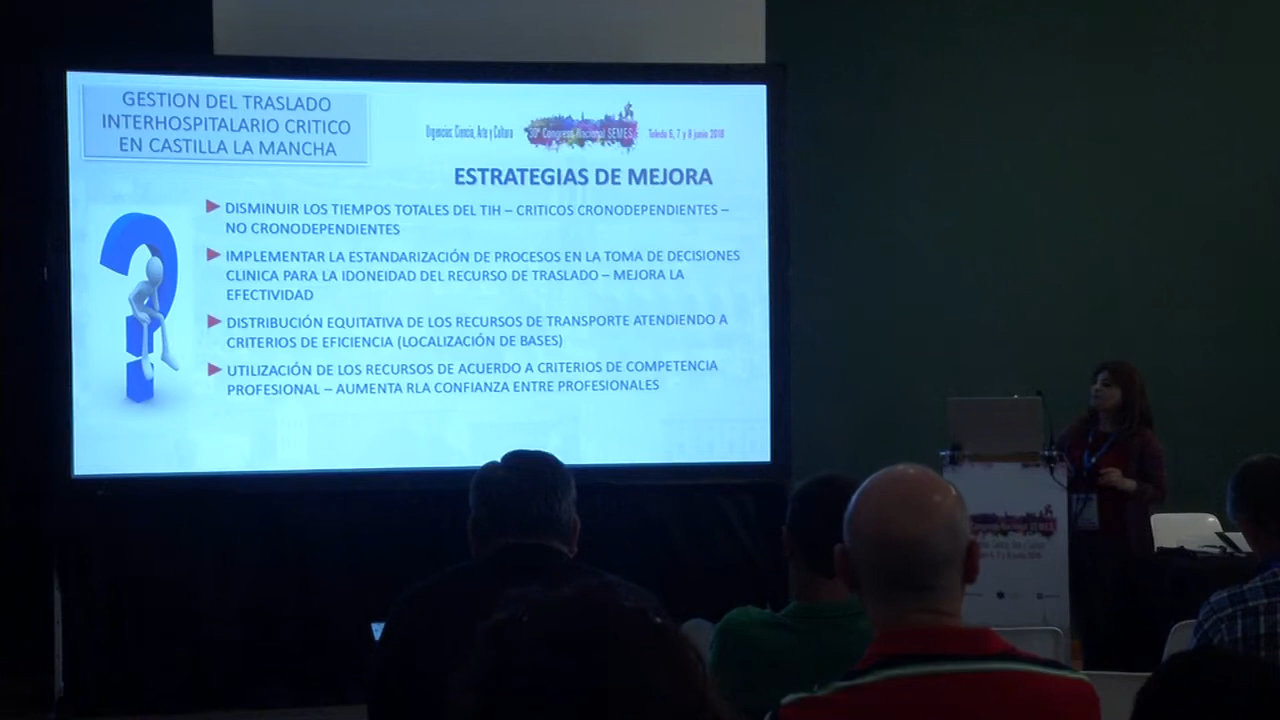 GESTION DEL TRASLADO
INTERHOSPITALARIO CRITICO
EN CASTILLA LA MANCHA
Urgencias: Ciencia, Arte y Cultura
30º Congreso Nacional SEMES
Toledo 6, 7 y 8 junio 2018
ESTRATEGIAS DE MEJORA
DISMINUIR LOS TIEMPOS TOTALES DEL TIH – CRITICOS CRONODEPENDIENTES –
NO CRONODEPENDIENTES
IMPLEMENTAR LA ESTANDARIZACIÓN DE PROCESOS EN LA TOMA DE DECISIONES
CLINICA PARA LA IDONEIDAD DEL RECURSO DE TRASLADO – MEJORA LA
EFECTIVIDAD
DISTRIBUCIÓN EQUITATIVA DE LOS RECURSOS DE TRANSPORTE ATENDIENDO A
CRITERIOS DE EFICIENCIA (LOCALIZACIÓN DE BASES)
UTILIZACIÓN DE LOS RECURSOS DE ACUERDO A CRITERIOS DE COMPETENCIA
PROFESIONAL – AUMENTA RLA CONFIANZA ENTRE PROFESIONALES
Congreso Nacional SEMES